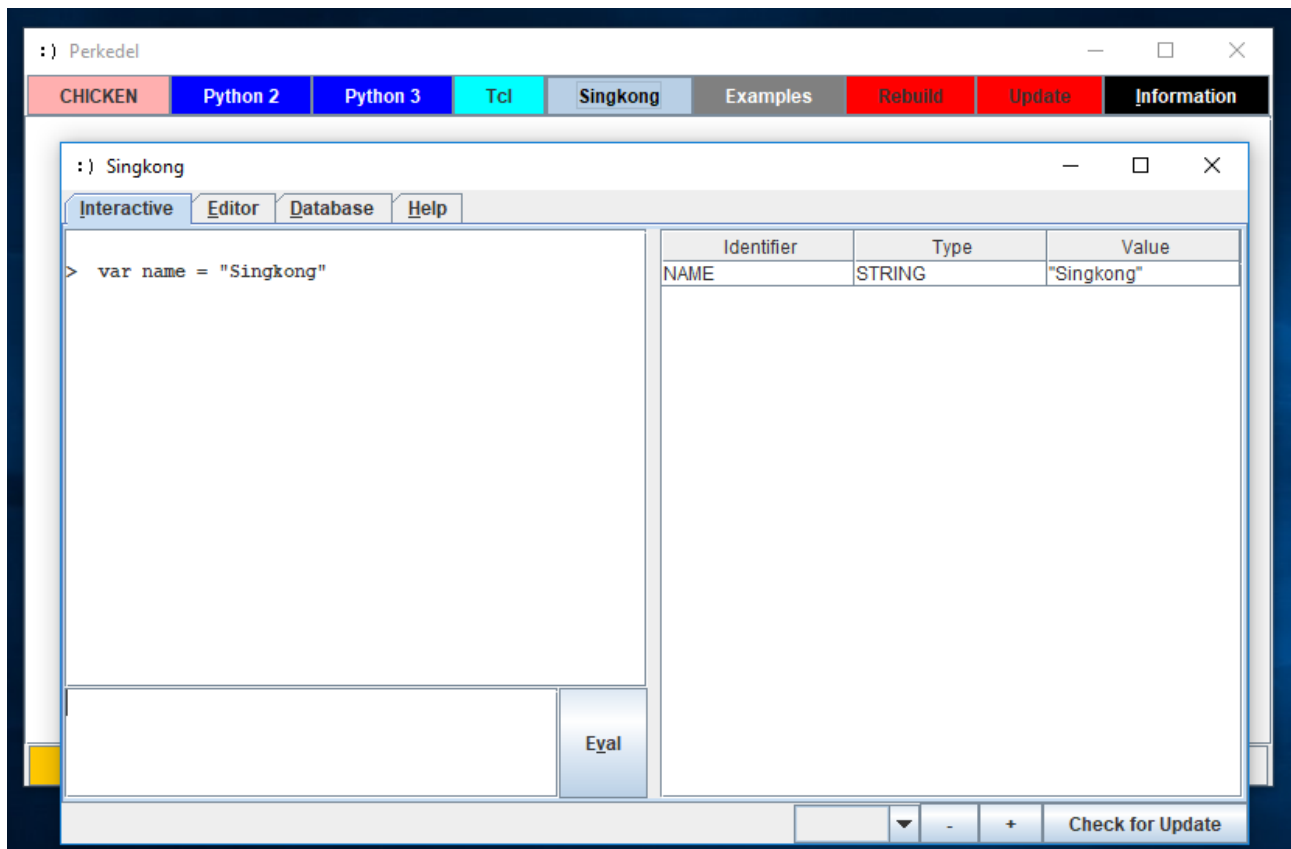 :) Perkedel
CHICKEN Python 2 Python 3 Tcl Singkong Examples Rebuild Update Information
:) Singkong
Interactive Editor Database Help
Identifier Type Value
> var name = "Singkong"
NAME STRING "Singkong"
Eval
- + Check for Update